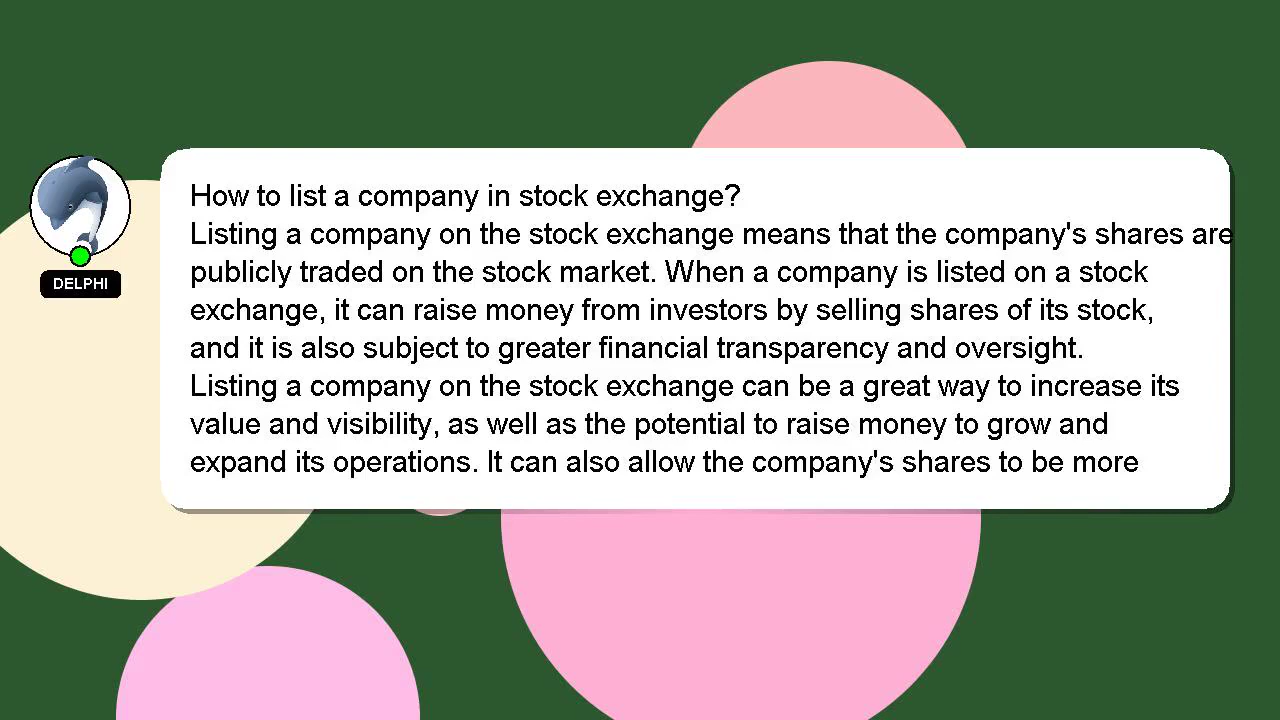 How to list a company in stock exchange?
Listing a company on the stock exchange means that the company's shares are
publicly traded on the stock market. When a company is listed on a stock
exchange, it can raise money from investors by selling shares of its stock,
and it is also subject to greater financial transparency and oversight.
Listing a company on the stock exchange can be a great way to increase its
value and visibility, as well as the potential to raise money to grow and
expand its operations. It can also allow the company's shares to be more
DELPHI